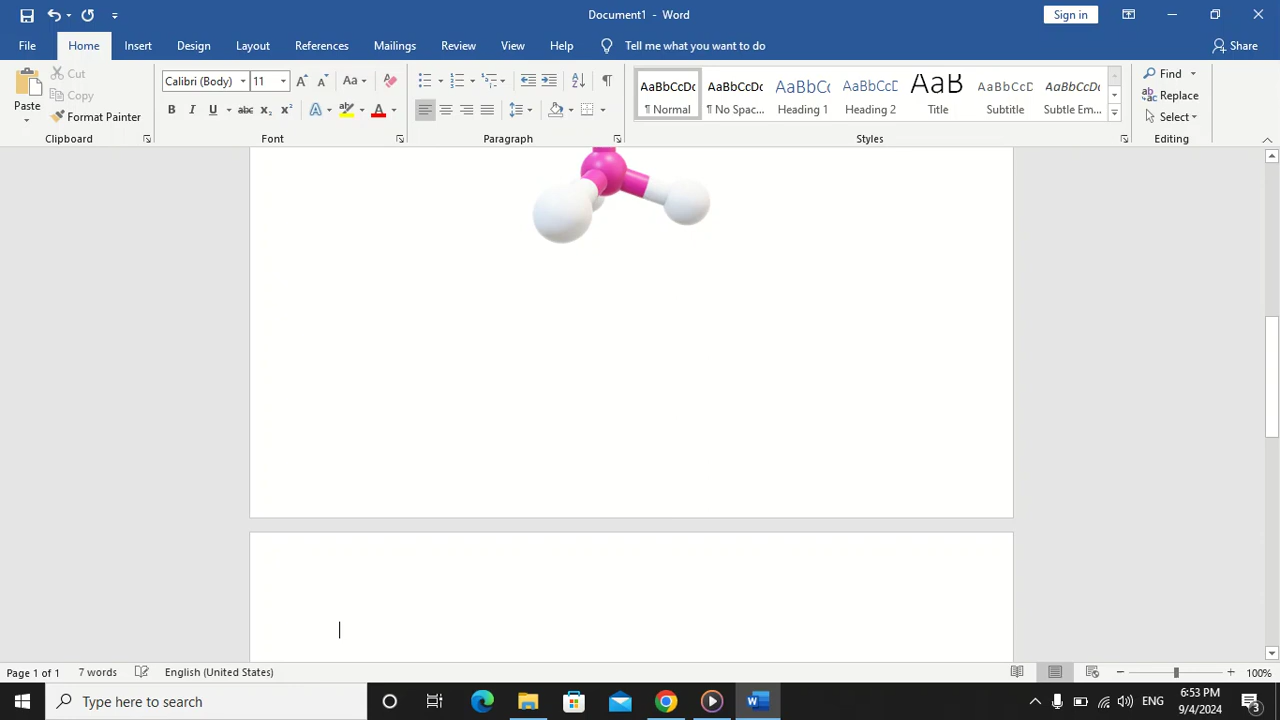 Document1 - Word
Sign in
File Home Insert Design Layout References Mailings Review View Help Tell me what you want to do Share
Paste
Cut
Copy
Format Painter
Clipboard
Calibri (Body) 11
Font
Paragraph
AaBbCcDc AaBbCcDc AaBbCc AaBbCcD AaB AaBbCcD AaBbCcDc
¶ Normal ¶ No Spac... Heading 1 Heading 2 Title Subtitle Subtle Em...
Styles
Find
Replace
Select
Editing
Page 1 of 1 7 words English (United States) 100%
Type here to search
ENG
6:53 PM
9/4/2024
3